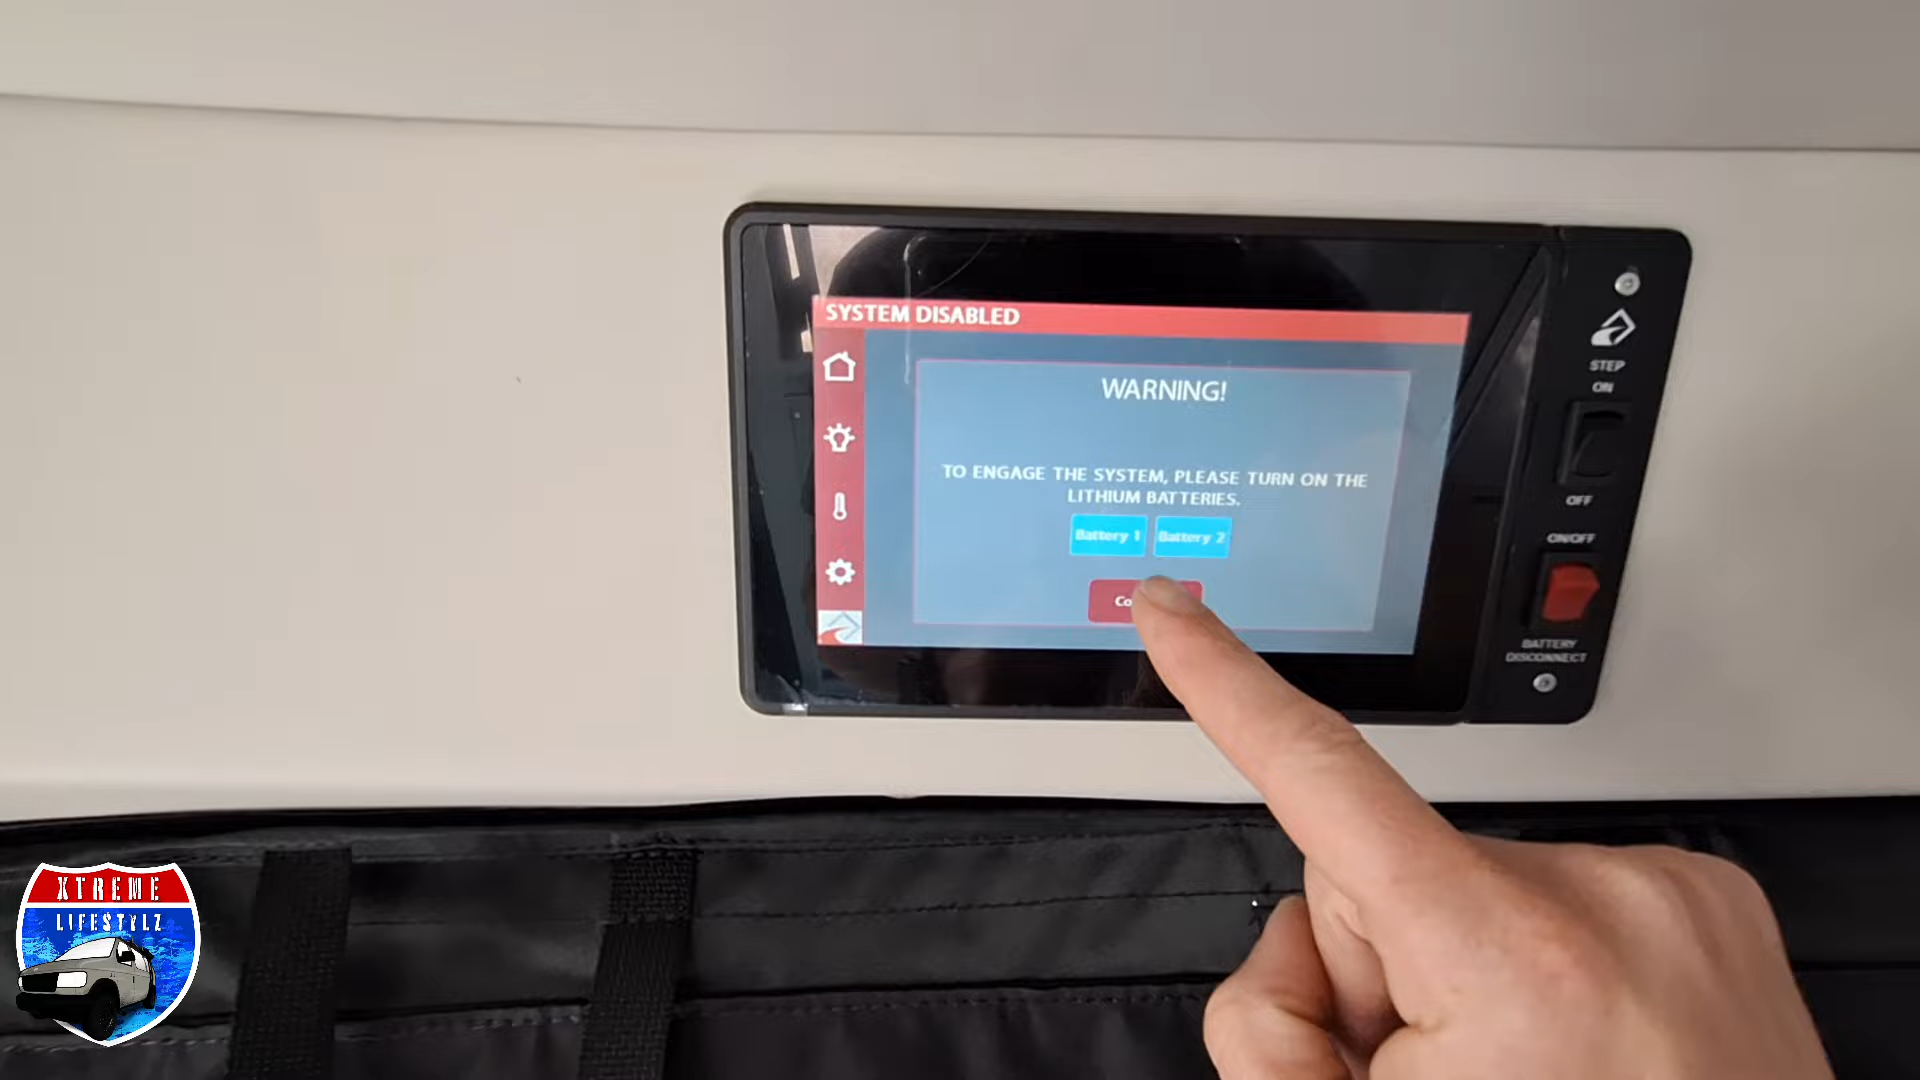 SYSTEM DISABLED
WARNING!
TO ENGAGE THE SYSTEM, PLEASE TURN ON THE
LITHIUM BATTERIES.
Battery 1 Battery 2
STEP
ON
OFF
ON/OFF
BATTERY
DISCONNECT
XTREME
LIFESTYLZ